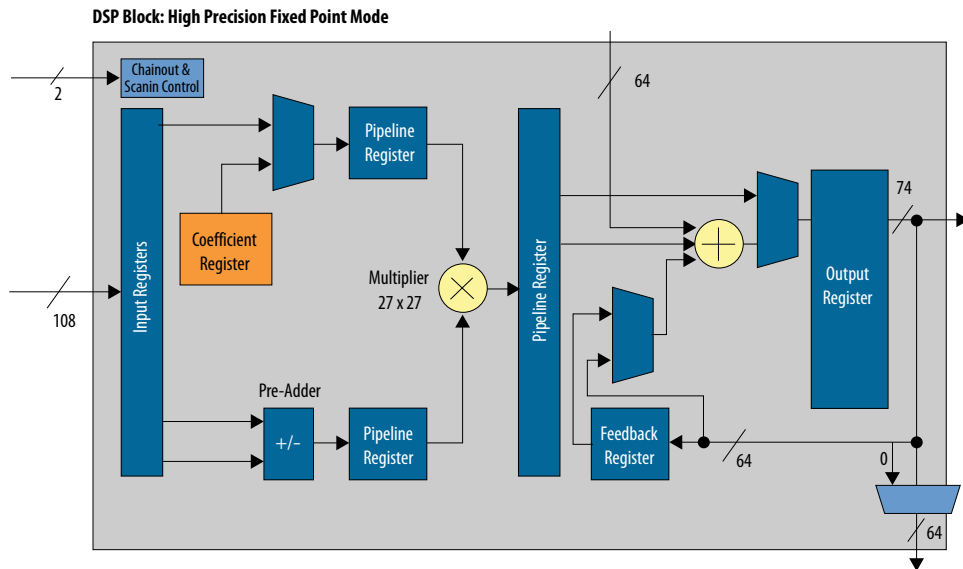 DSP Block: High Precision Fixed Point Mode
Chainout &
Scanin Control
2
64
Pipeline
Register
74
Coefficient
Register
Input Registers
Multiplier
27 x 27
Pipeline Register
Output
Register
108
Pre-Adder
+/-
Pipeline
Register
Feedback
Register
64
0
64